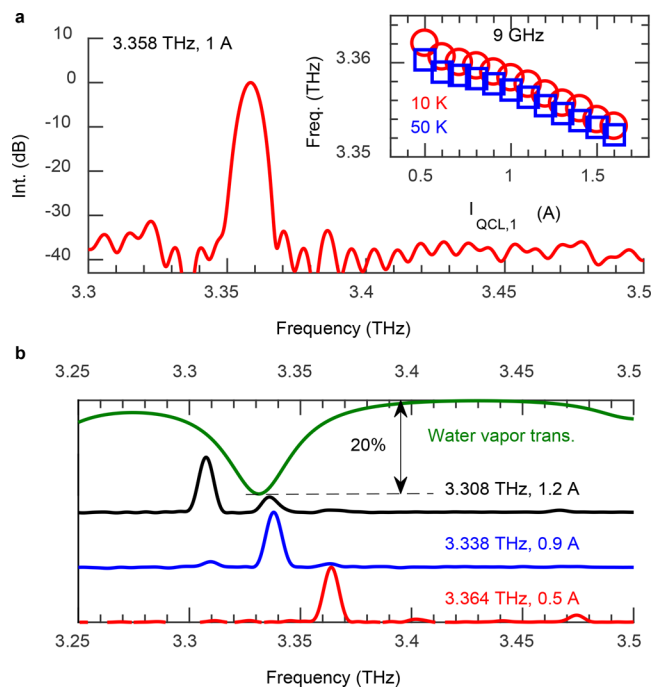 a
3.358 THz, 1 A
10
0
-10
-20
-30
-40
Int. (dB)
3.3
3.35
3.4
3.45
3.5
Frequency (THz)
9 GHz
3.36
3.35
Freq. (THz)
10 K
50 K
0.5
1
1.5
I QCL,1 (A)
b
3.25
3.3
3.35
3.4
3.45
3.5
20%
Water vapor trans.
3.308 THz, 1.2 A
3.338 THz, 0.9 A
3.364 THz, 0.5 A
3.25
3.3
3.35
3.4
3.45
3.5
Frequency (THz)